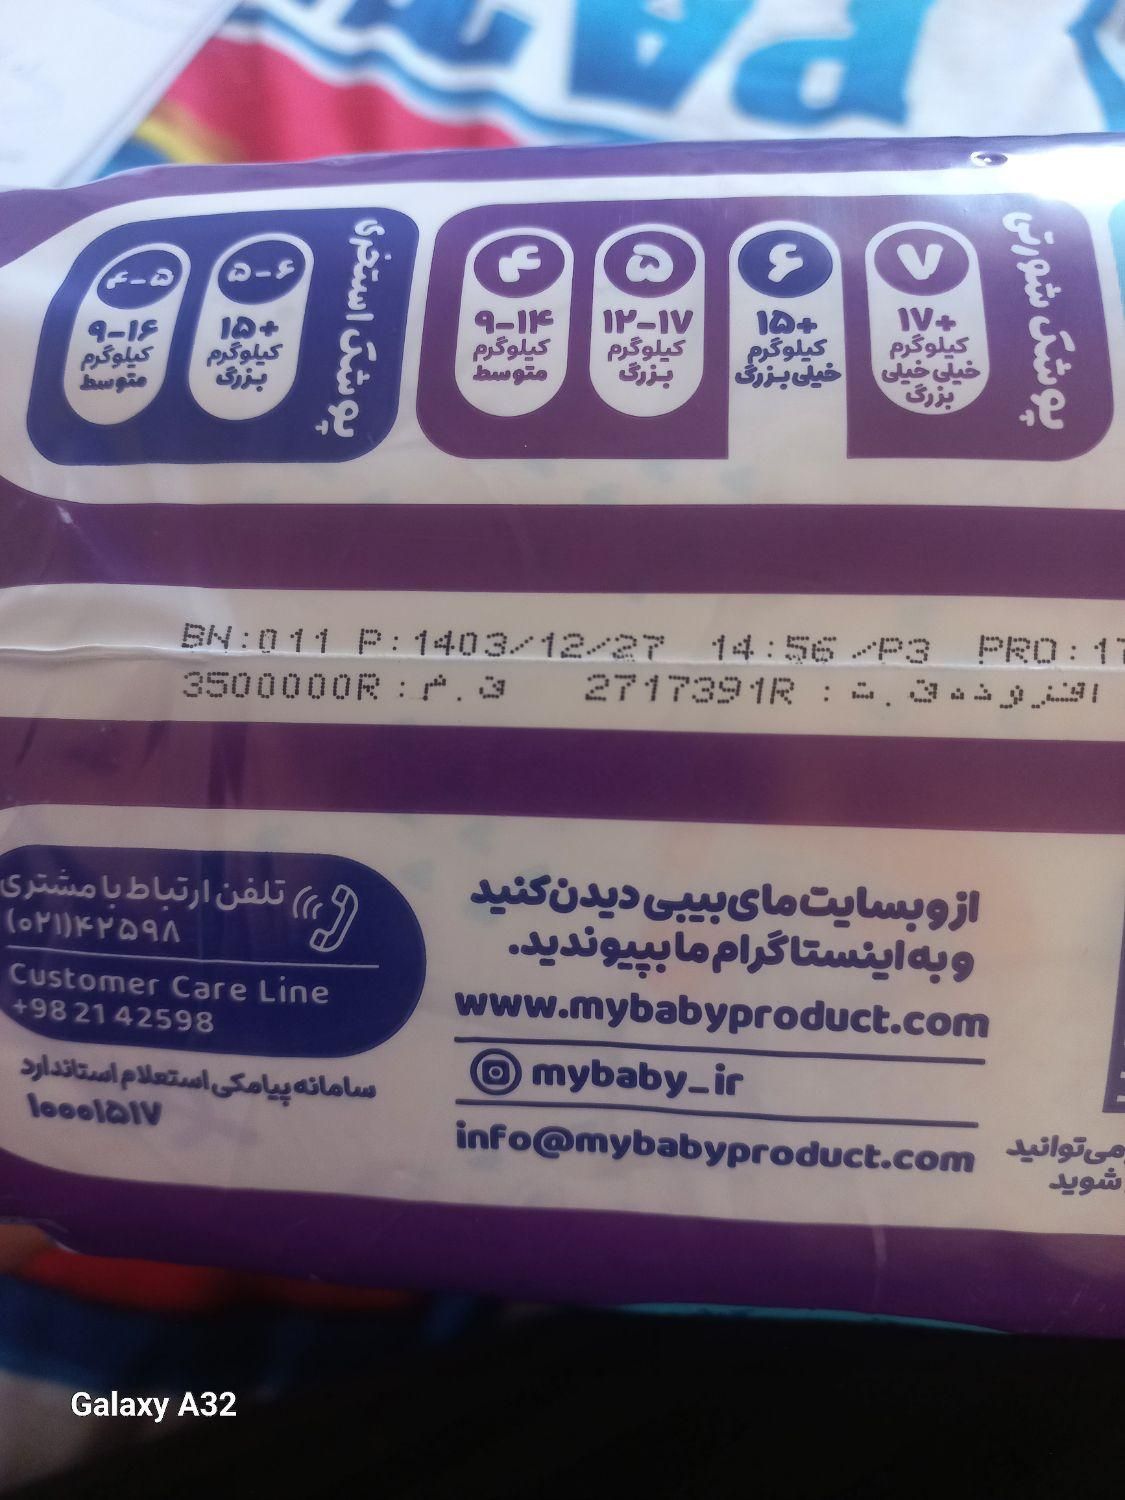 پوشک شورتی
۷
۱۷+
کیلوگرم
خیلی خیلی
بزرگ
۶
۱۵+
کیلوگرم
خیلی بزرگ
۵
۱۲-۱۷
کیلوگرم
بزرگ
۴
۹-۱۴
کیلوگرم
متوسط
پوشک استخری
۵-۶
۱۵+
کیلوگرم
بزرگ
۴-۵
۹-۱۶
کیلوگرم
متوسط
BN:011 P:1403/12/27 14:56 /P3 PRO:17
3500000R : ق.م 2717391R : ق.ت
از وبسایت مای‌بیبی دیدن کنید
و به اینستاگرام ما بپیوندید.
www.mybabyproduct.com
mybaby_ir
info@mybabyproduct.com
تلفن ارتباط با مشتری
(۰۲۱)۴۲۵۹۸
Customer Care Line
+98 21 42598
سامانه پیامکی استعلام استاندارد
۱۰۰۰۱۵۱۷
می‌توانید
شوید
Galaxy A32